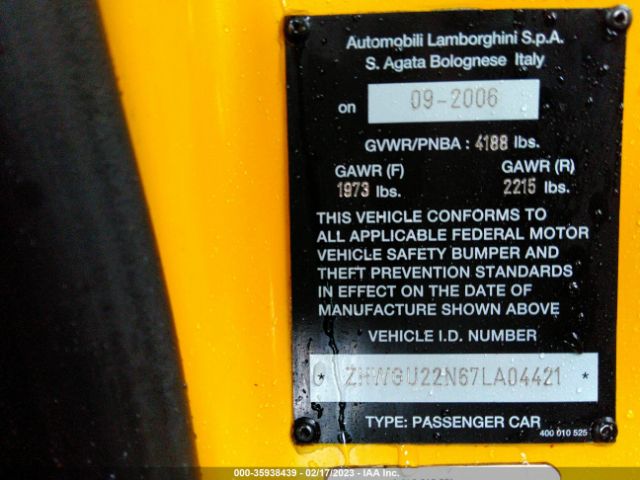 Automobili Lamborghini S.p.A.
S. Agata Bolognese Italy
on 09-2006
GVWR/PNBA : 4188 lbs.
GAWR (F) GAWR (R)
1973 lbs. 2215 lbs.
THIS VEHICLE CONFORMS TO
ALL APPLICABLE FEDERAL MOTOR
VEHICLE SAFETY BUMPER AND
THEFT PREVENTION STANDARDS
IN EFFECT ON THE DATE OF
MANUFACTURE SHOWN ABOVE
VEHICLE I.D. NUMBER
* ZHWGU22N67LA04421 *
TYPE: PASSENGER CAR
400 010 525
000-35938439 - 02/17/2023 - IAA Inc.